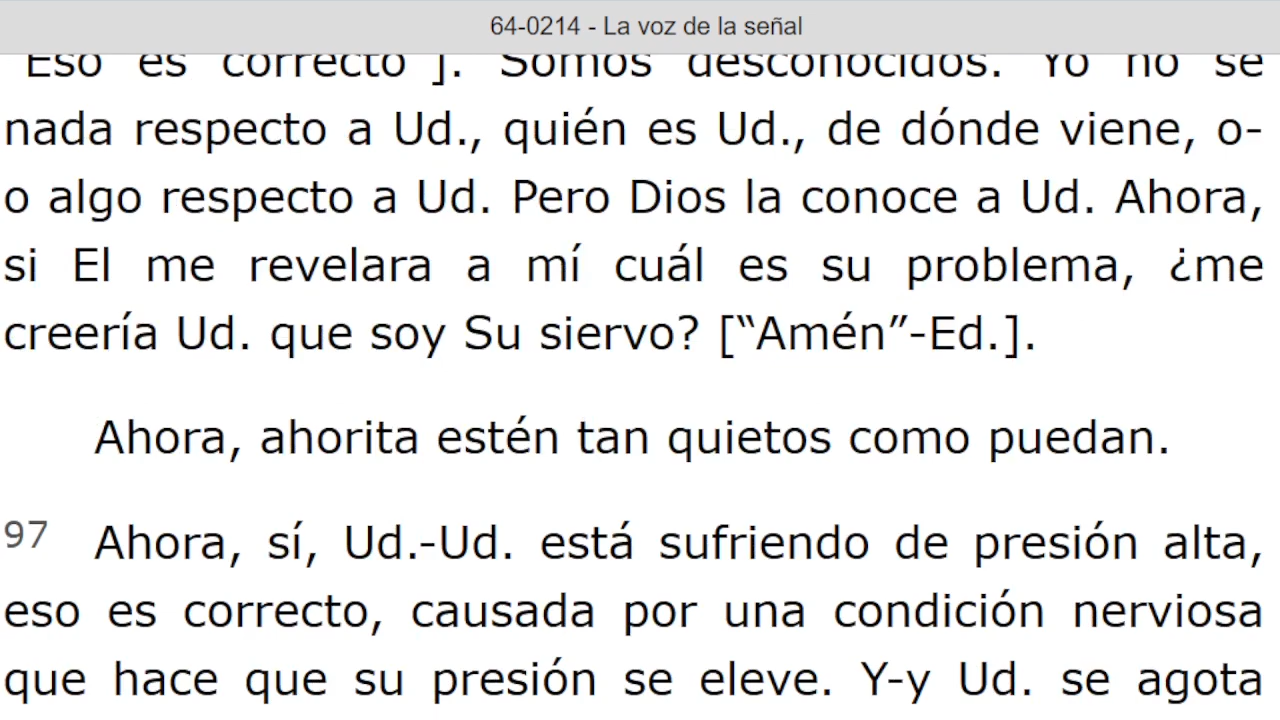 64-0214 - La voz de la señal
Eso es correcto ]. Somos desconocidos. Yo no sé
nada respecto a Ud., quién es Ud., de dónde viene, o-
o algo respecto a Ud. Pero Dios la conoce a Ud. Ahora,
si El me revelara a mí cuál es su problema, ¿me
creería Ud. que soy Su siervo? [“Amén”-Ed.].
Ahora, ahorita estén tan quietos como puedan.
97 Ahora, sí, Ud.-Ud. está sufriendo de presión alta,
eso es correcto, causada por una condición nerviosa
que hace que su presión se eleve. Y-y Ud. se agota